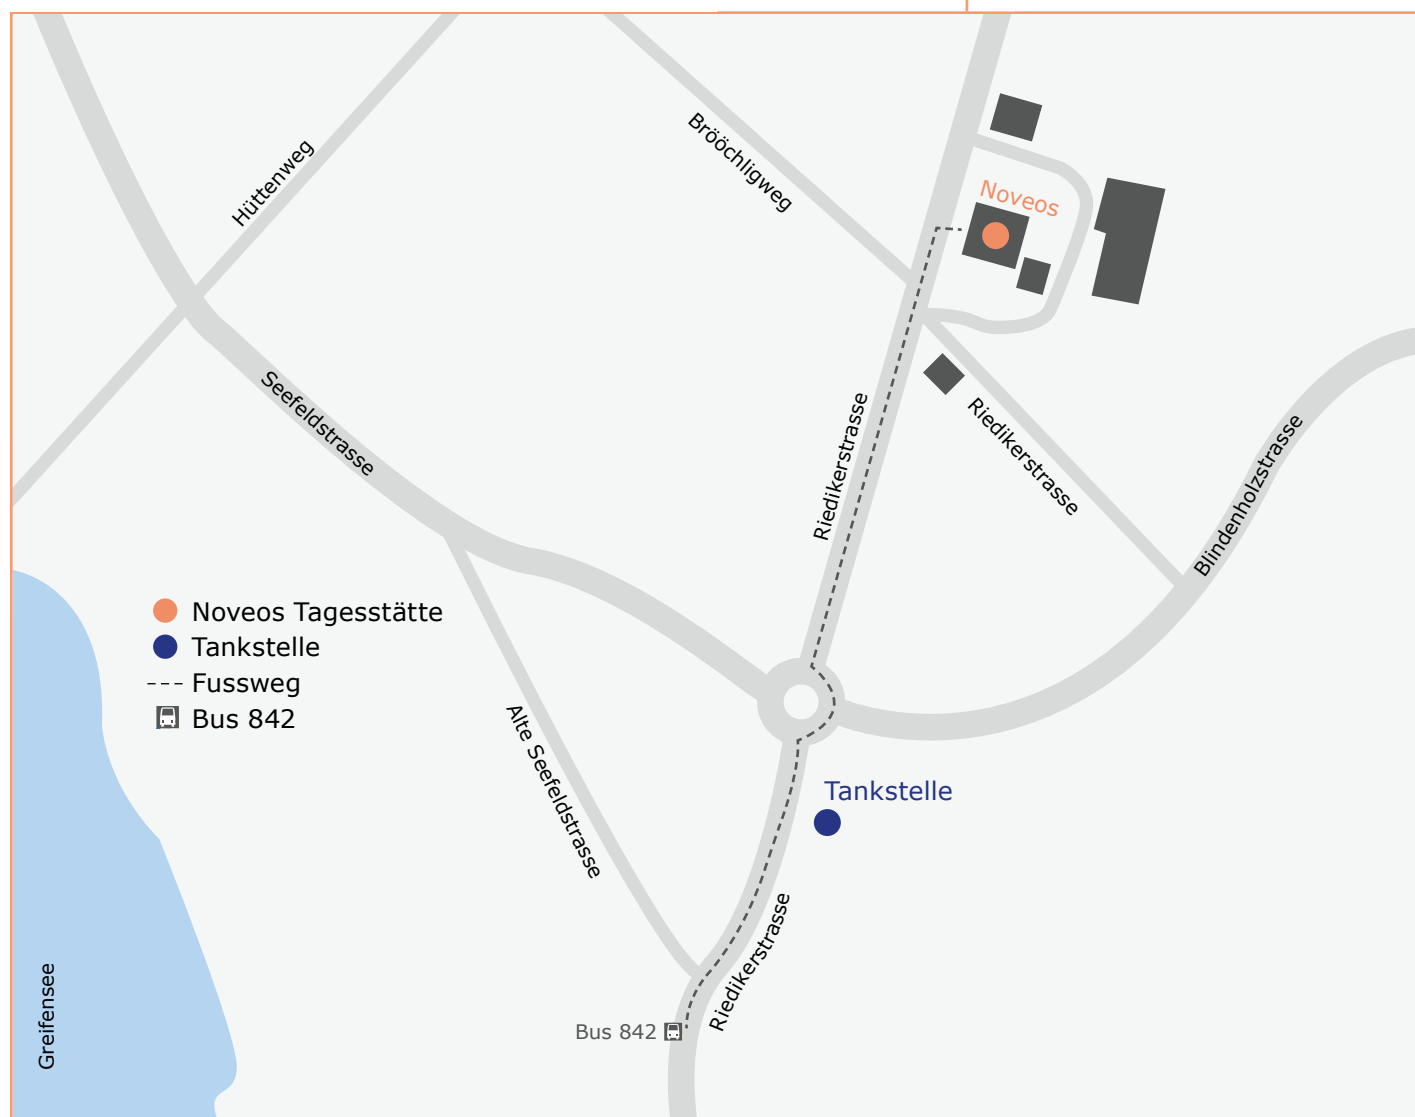 Bröochligweg
Hüttenweg
Noveos
Seefeldstrasse
Riedikerstrasse
Riedikerstrasse
Blindenholzstrasse
Noveos Tagesstätte
Tankstelle
Fussweg
Bus 842
Alte Seefeldstrasse
Tankstelle
Riedikerstrasse
Greifensee
Bus 842